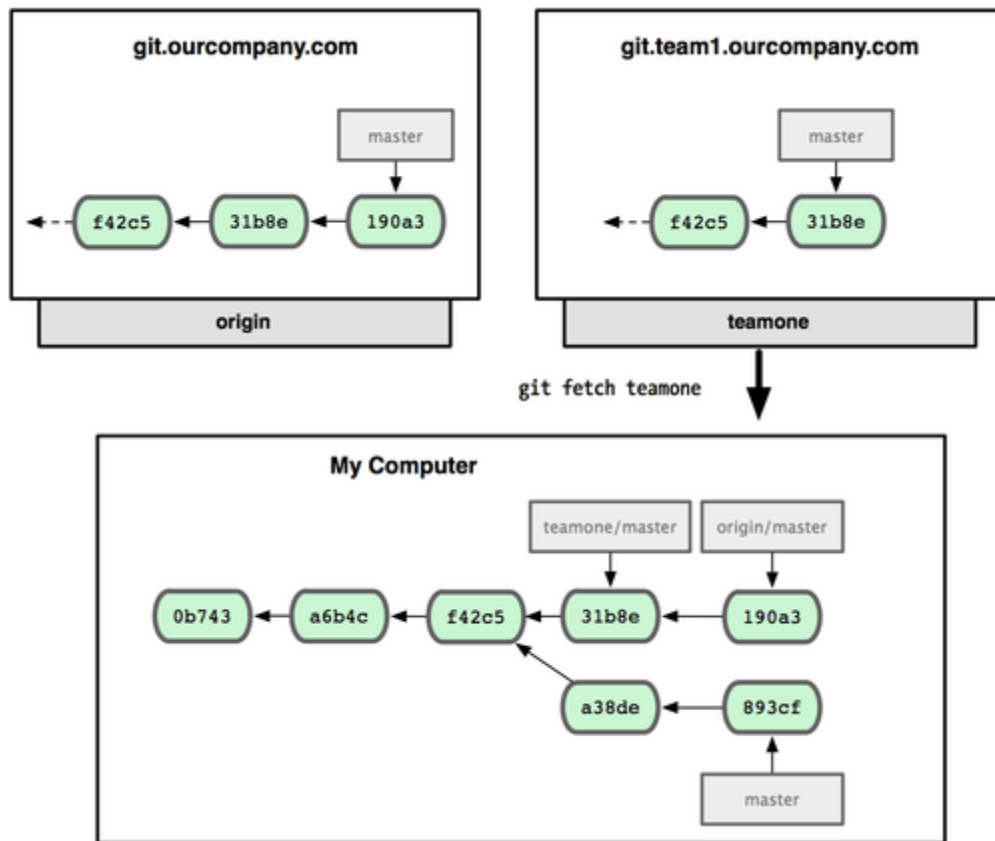 git.ourcompany.com
master
f42c5 31b8e 190a3
origin
git.team1.ourcompany.com
master
f42c5 31b8e
teamone
git fetch teamone
My Computer
teamone/master origin/master
0b743 a6b4c f42c5 31b8e 190a3
a38de 893cf
master